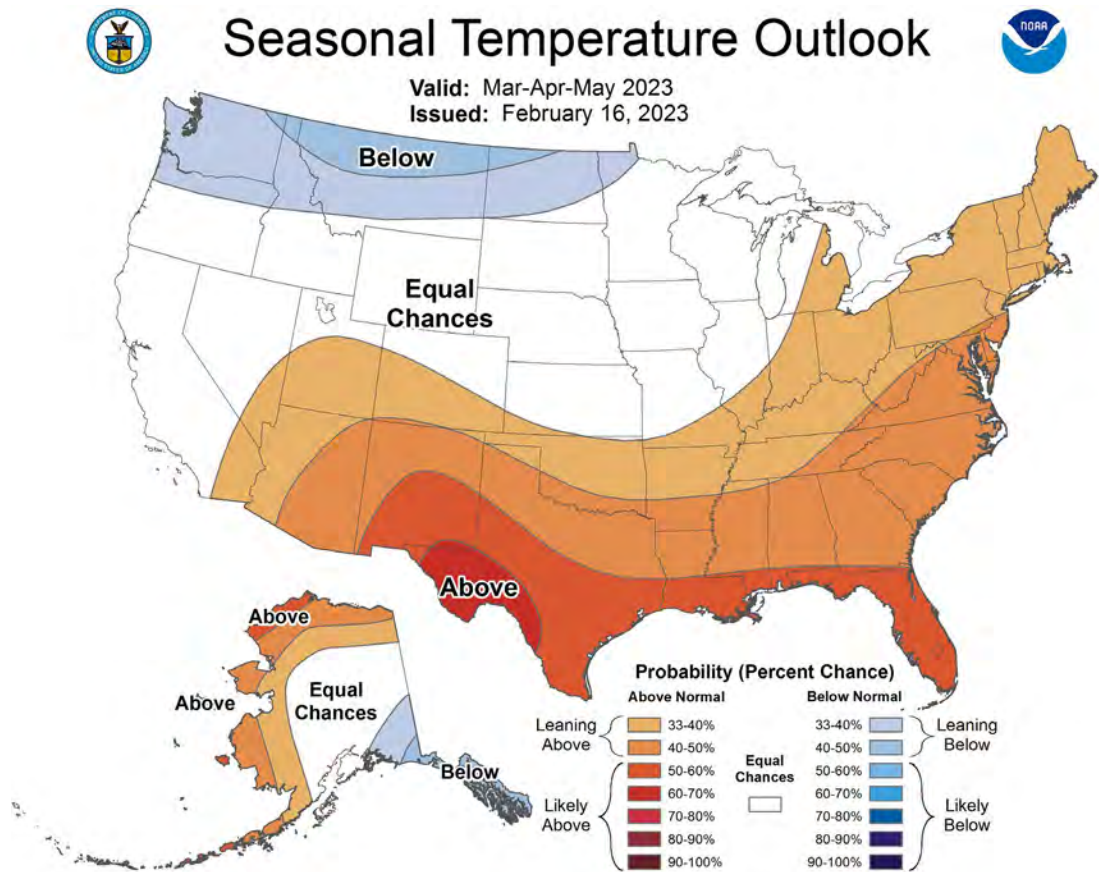 Seasonal Temperature Outlook
NOAA
Valid: Mar-Apr-May 2023
Issued: February 16, 2023
Below
Equal
Chances
Above
Above
Above
Equal
Chances
Below
Probability (Percent Chance)
Above Normal
Below Normal
Leaning
Above
33-40%
40-50%
50-60%
60-70%
70-80%
80-90%
90-100%
Likely
Above
Equal
Chances
33-40%
40-50%
50-60%
60-70%
70-80%
80-90%
90-100%
Leaning
Below
Likely
Below